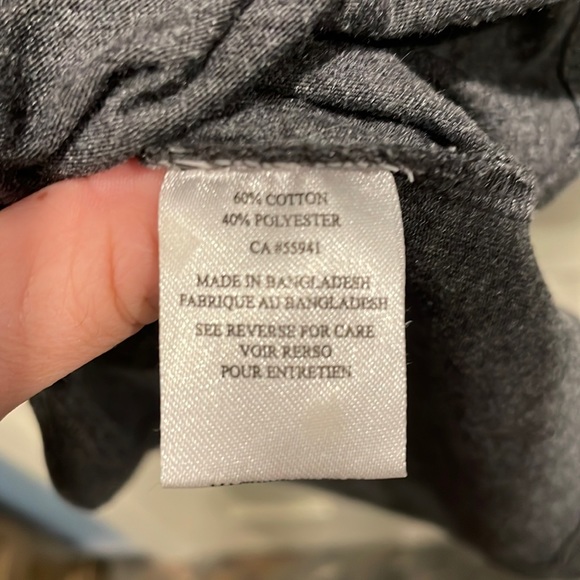 60% COTTON
40% POLYESTER
CA #55941
MADE IN BANGLADESH
FABRIQUE AU BANGLADESH
SEE REVERSE FOR CARE
VOIR RERSO
POUR ENTRETIEN